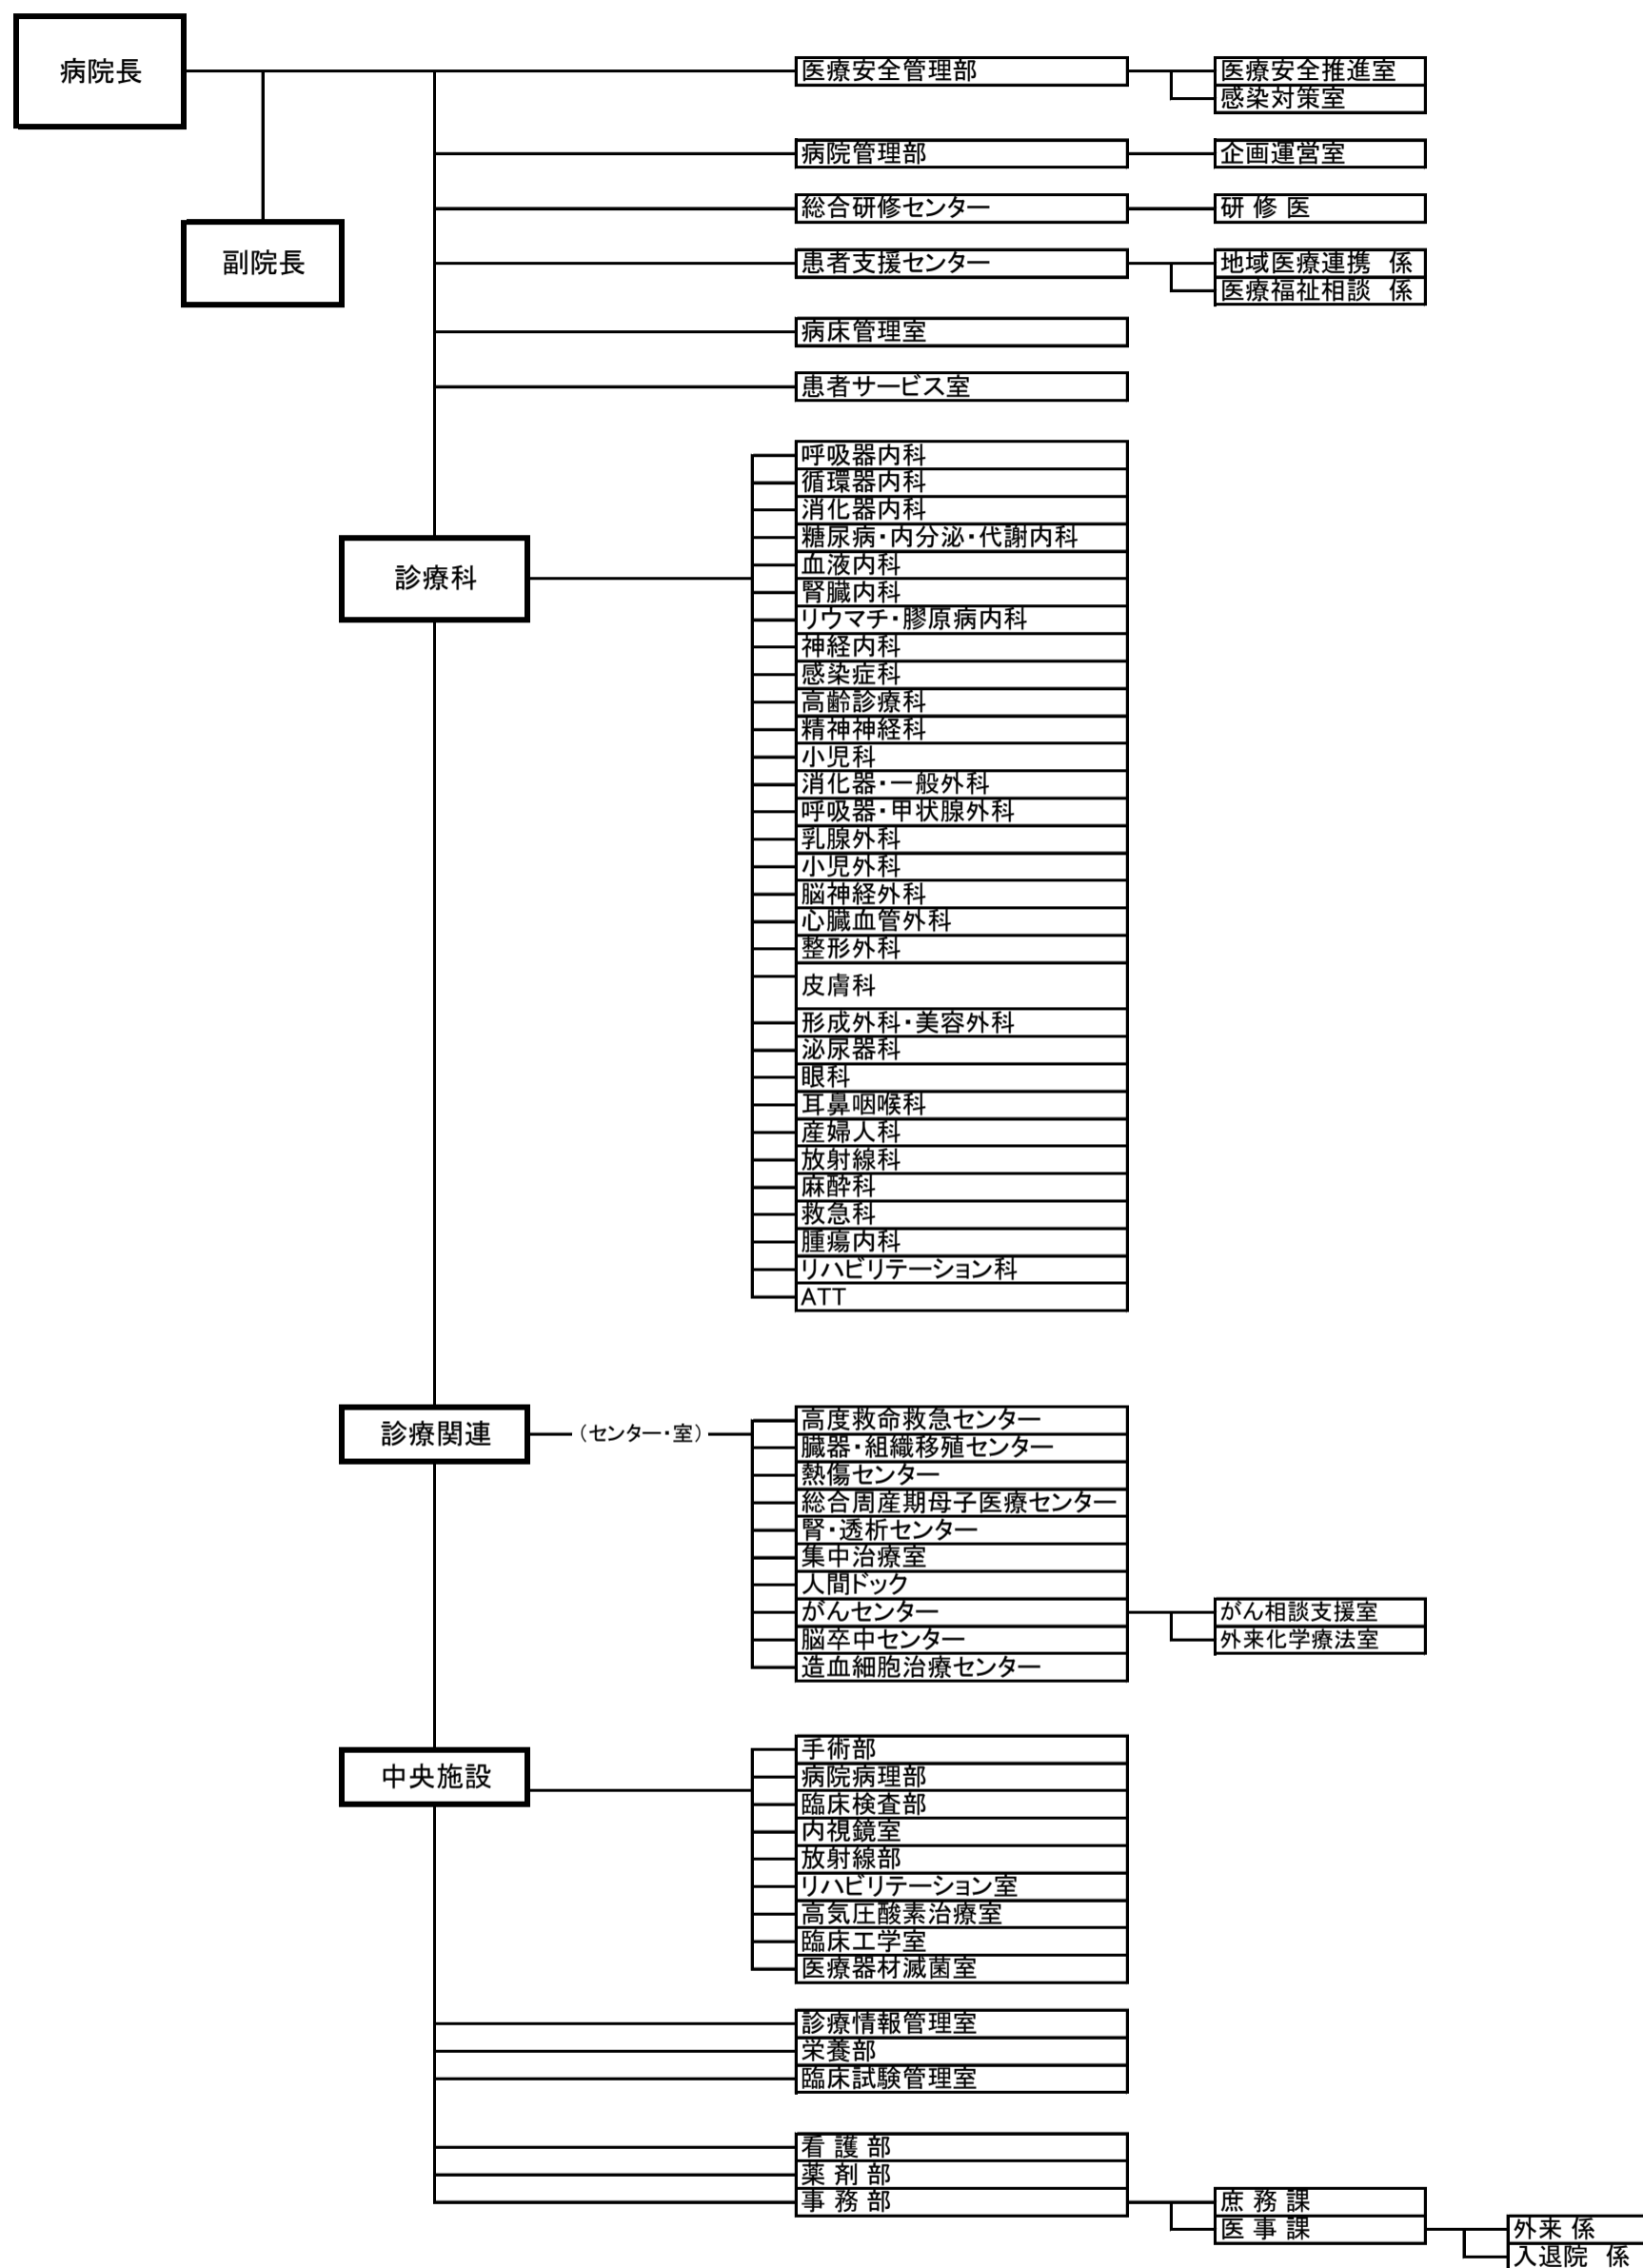 病院長
医療安全管理部
医療安全推進室
感染対策室
病院管理部
企画運営室
総合研修センター
研 修 医
副院長
患者支援センター
地域医療連携 係
医療福祉相談 係
病床管理室
患者サービス室
診療科
呼吸器内科
循環器内科
消化器内科
糖尿病・内分泌・代謝内科
血液内科
腎臓内科
リウマチ・膠原病内科
神経内科
感染症科
高齢診療科
精神神経科
小児科
消化器・一般外科
呼吸器・甲状腺外科
乳腺外科
小児外科
脳神経外科
心臓血管外科
整形外科
皮膚科
形成外科・美容外科
泌尿器科
眼科
耳鼻咽喉科
産婦人科
放射線科
麻酔科
救急科
腫瘍内科
リハビリテーション科
ATT
診療関連
（センター・室）
高度救命救急センター
臓器・組織移殖センター
熱傷センター
総合周産期母子医療センター
腎・透析センター
集中治療室
人間ドック
がんセンター
がん相談支援室
外来化学療法室
脳卒中センター
造血細胞治療センター
中央施設
手術部
病院病理部
臨床検査部
内視鏡室
放射線部
リハビリテーション室
高気圧酸素治療室
臨床工学室
医療器材滅菌室
診療情報管理室
栄養部
臨床試験管理室
看 護 部
薬 剤 部
事 務 部
庶 務 課
医 事 課
外来 係
入退院 係